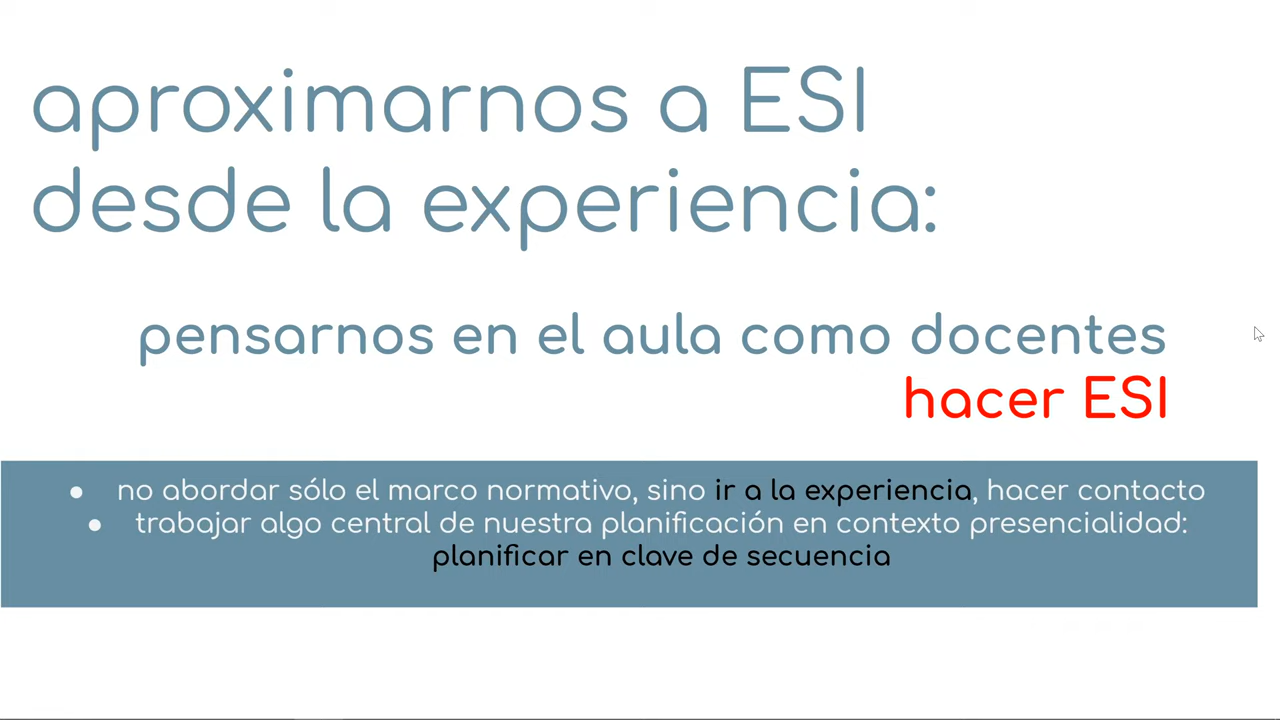 aproximarnos a ESI
desde la experiencia:
pensarnos en el aula como docentes
hacer ESI
● no abordar sólo el marco normativo, sino ir a la experiencia, hacer contacto
● trabajar algo central de nuestra planificación en contexto presencialidad:
planificar en clave de secuencia